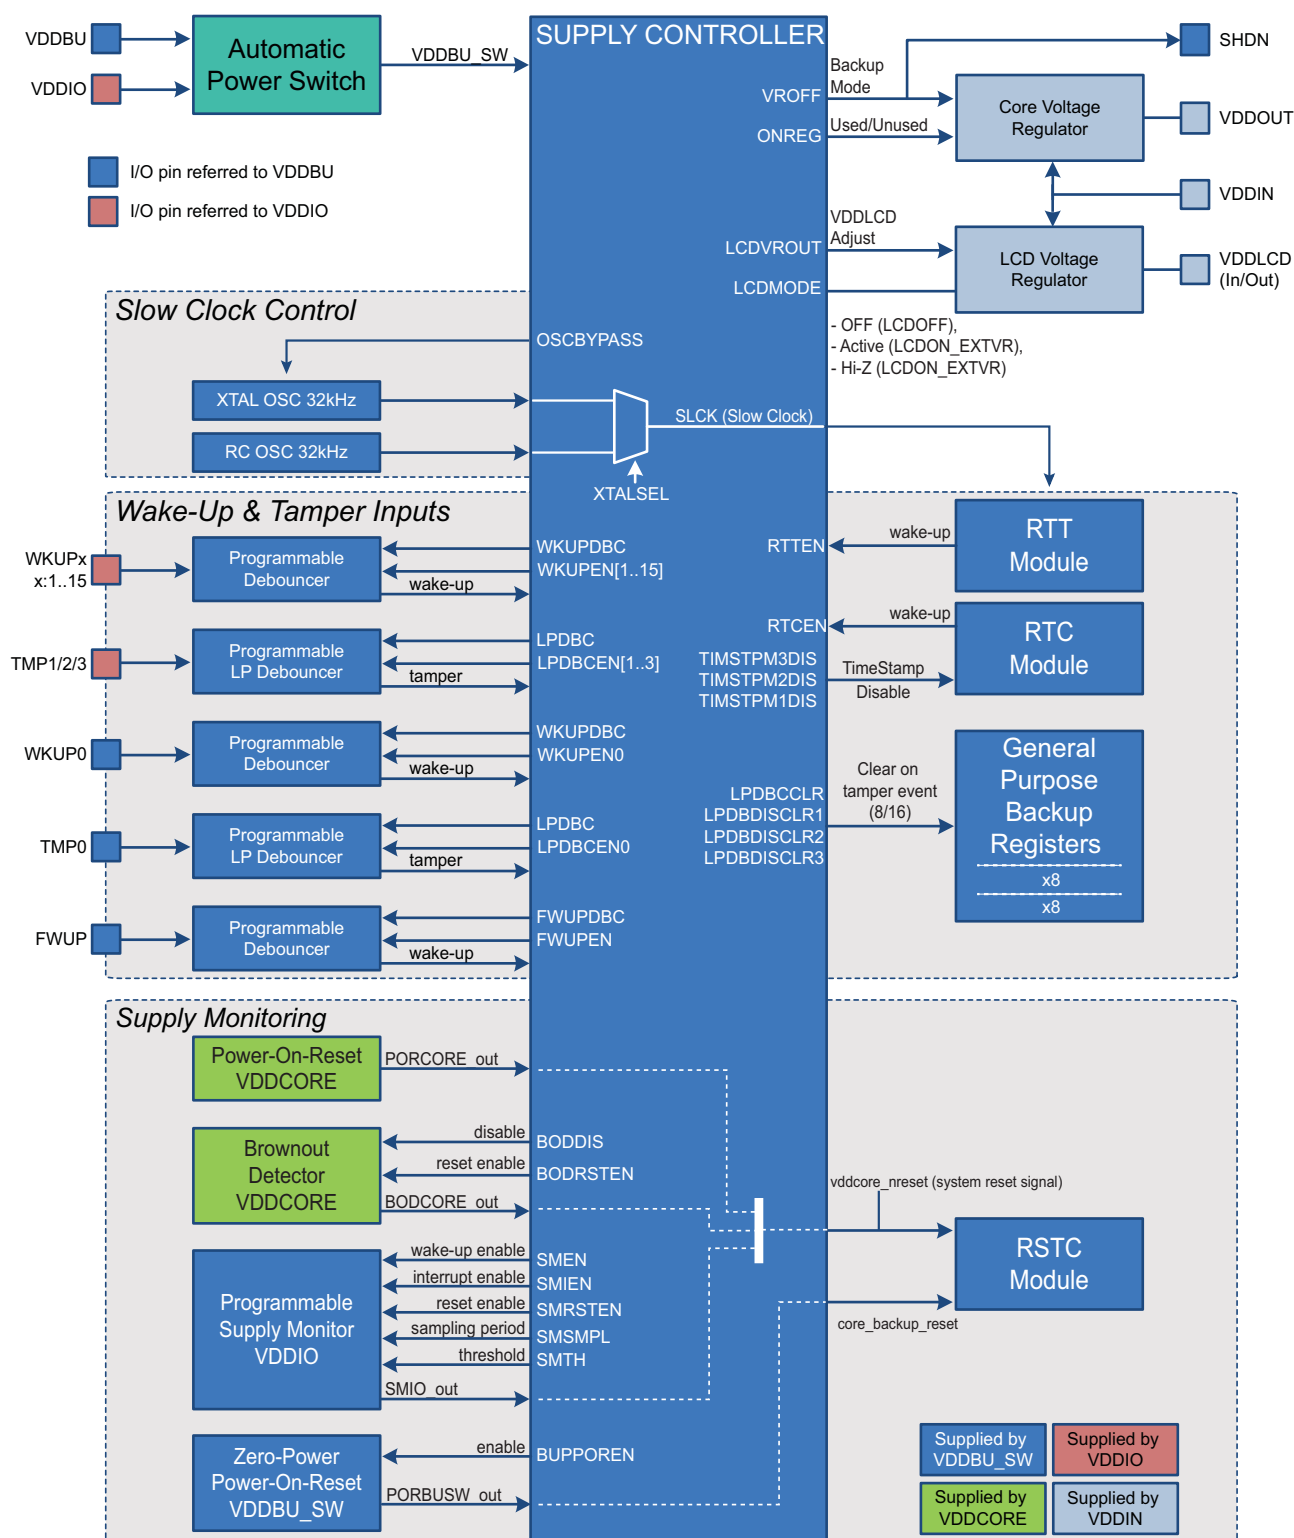 VDDBU
VDDIO
Automatic
Power Switch
VDDBU_SW
SUPPLY CONTROLLER
Backup
Mode
VROFF
Used/Unused
ONREG
SHDN
Core Voltage
Regulator
VDDOUT
VDDIN
I/O pin referred to VDDBU
I/O pin referred to VDDIO
VDDLCD
Adjust
LCDVROUT
LCDMODE
LCD Voltage
Regulator
VDDLCD
(In/Out)
- OFF (LCDOFF),
- Active (LCDON_EXTVR),
- Hi-Z (LCDON_EXTVR)
Slow Clock Control
OSCBYPASS
XTAL OSC 32kHz
RC OSC 32kHz
SLCK (Slow Clock)
XTALSEL
Wake-Up & Tamper Inputs
WKUPx
x:1..15
Programmable
Debouncer
WKUPDBC
WKUPEN[1..15]
wake-up
TMP1/2/3
Programmable
LP Debouncer
LPDBC
LPDBCEN[1..3]
tamper
WKUP0
Programmable
Debouncer
WKUPDBC
WKUPEN0
wake-up
TMP0
Programmable
LP Debouncer
LPDBC
LPDBCEN0
tamper
FWUP
Programmable
Debouncer
FWUPDBC
FWUPEN
wake-up
RTTEN
wake-up
RTT
Module
RTCEN
wake-up
RTC
Module
TIMSTPM3DIS
TIMSTPM2DIS
TIMSTPM1DIS
TimeStamp
Disable
LPDBCCLR
LPDBDISCLR1
LPDBDISCLR2
LPDBDISCLR3
Clear on
tamper event
(8/16)
General
Purpose
Backup
Registers
x8
x8
Supply Monitoring
Power-On-Reset
VDDCORE
PORCORE_out
Brownout
Detector
VDDCORE
disable
BODDIS
reset enable
BODRSTEN
BODCORE_out
Programmable
Supply Monitor
VDDIO
wake-up enable
SMEN
interrupt enable
SMIEN
reset enable
SMRSTEN
sampling period
SMSMPL
threshold
SMTH
SMIO_out
Zero-Power
Power-On-Reset
VDDBU_SW
enable
BUPPOREN
PORBUSW_out
vddcore_nreset (system reset signal)
RSTC
Module
core_backup_reset
Supplied by
VDDBU_SW
Supplied by
VDDIO
Supplied by
VDDCORE
Supplied by
VDDIN